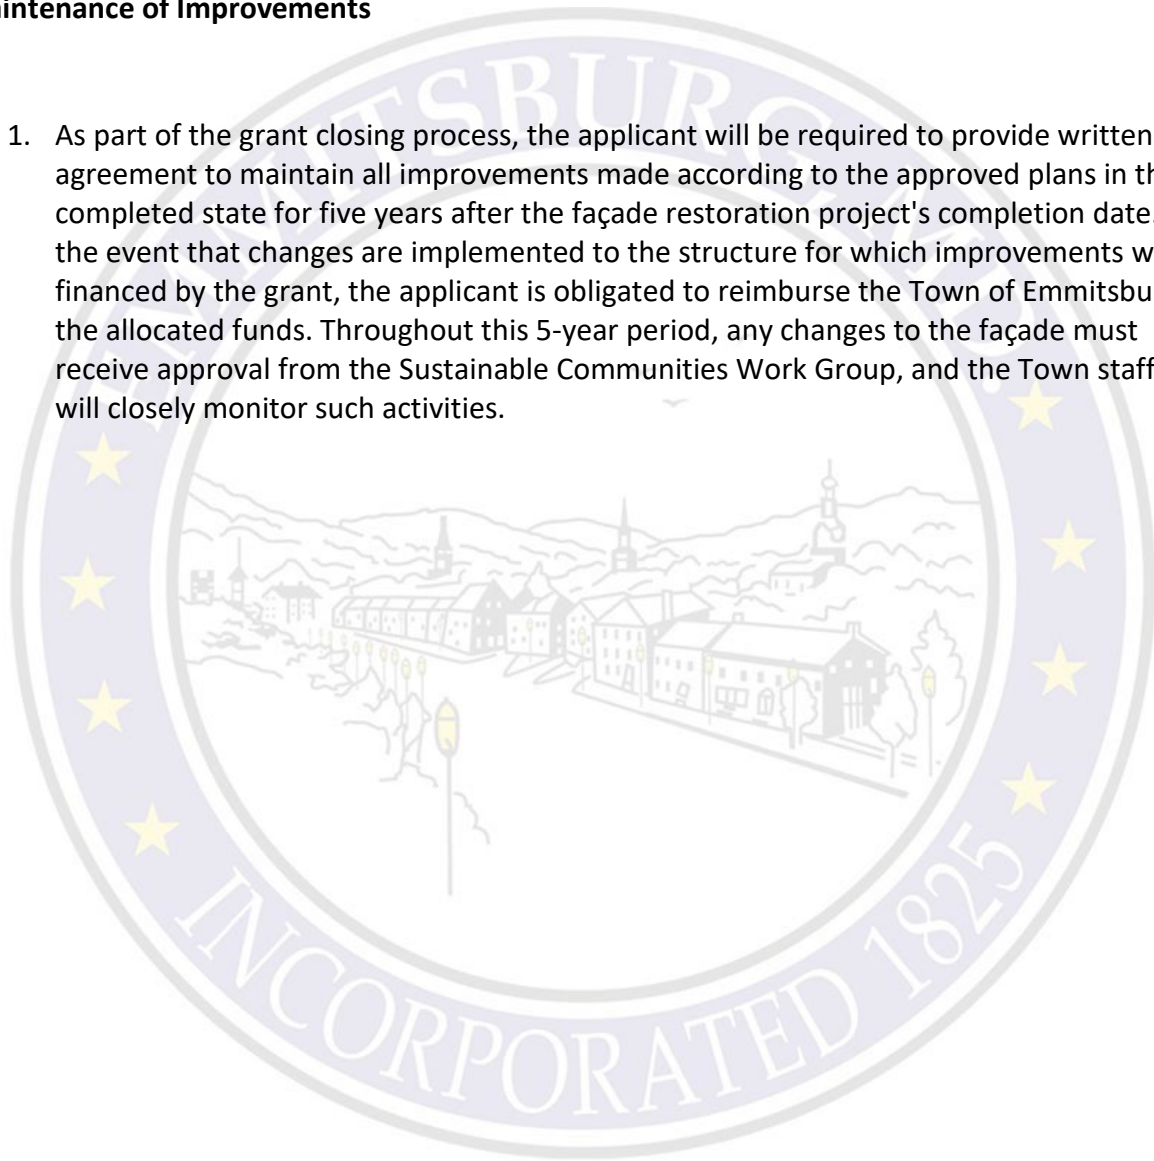 aintenance of Improvements
1. As part of the grant closing process, the applicant will be required to provide written
agreement to maintain all improvements made according to the approved plans in th
completed state for five years after the façade restoration project's completion date.
the event that changes are implemented to the structure for which improvements w
financed by the grant, the applicant is obligated to reimburse the Town of Emmitsbu
the allocated funds. Throughout this 5-year period, any changes to the façade must
receive approval from the Sustainable Communities Work Group, and the Town staff
will closely monitor such activities.
EMMITSBURG, MD.
INCORPORATED 1825